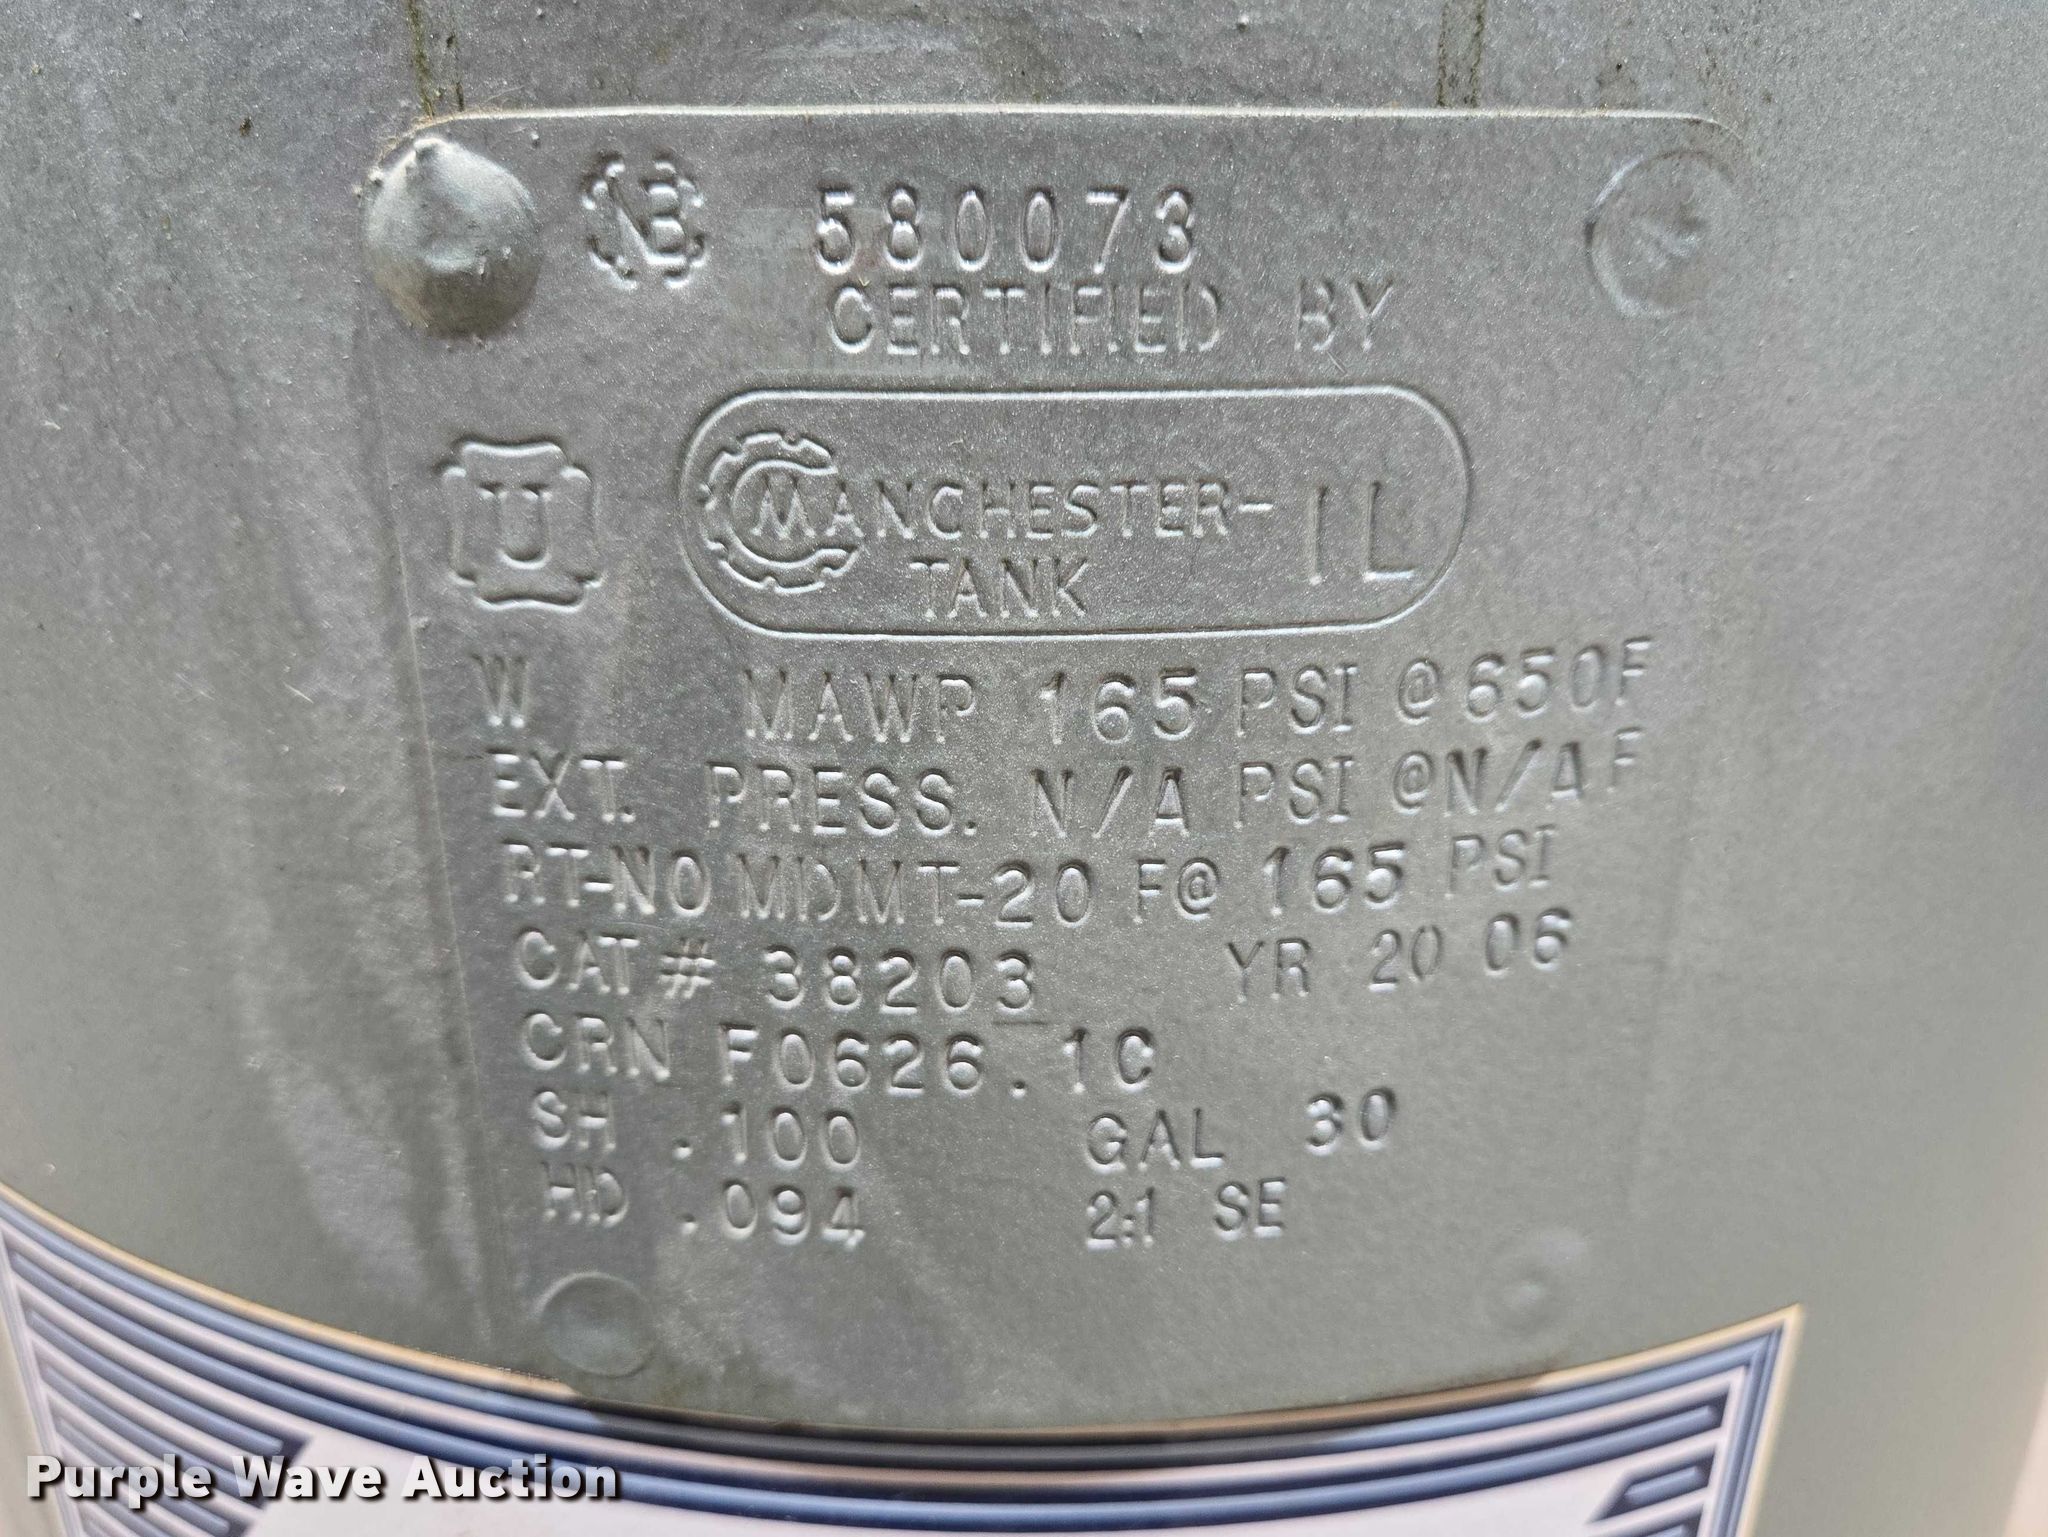 NB 580073
CERTIFIED BY
U
MANCHESTER- IL
TANK
W MAWP 165 PSI @ 650F
EXT. PRESS. N/A PSI @ N/A F
RT-NO MDMT-20 F@ 165 PSI
CAT # 38203 YR 20 06
CRN F0626.1C
SH .100 GAL 30
HD .094 2:1 SE
Purple Wave Auction